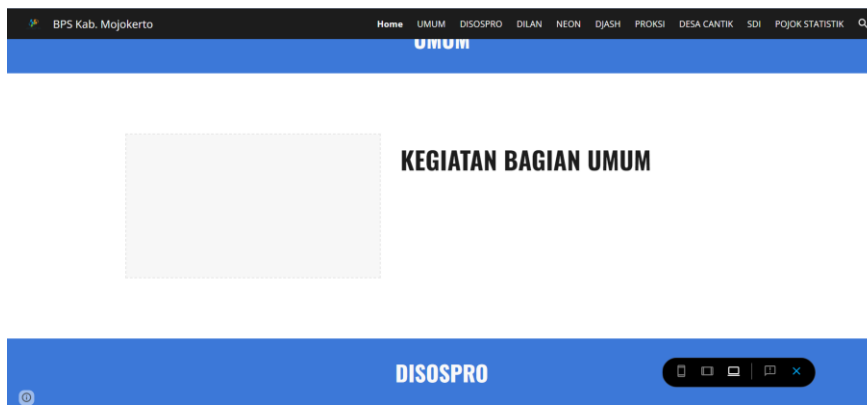 BPS Kab. Mojokerto
Home UMUM DISOSPRO DILAN NEON DJASH PROKSI DESA CANTIK SDI POJOK STATISTIK
UMUM
KEGIATAN BAGIAN UMUM
DISOSPRO